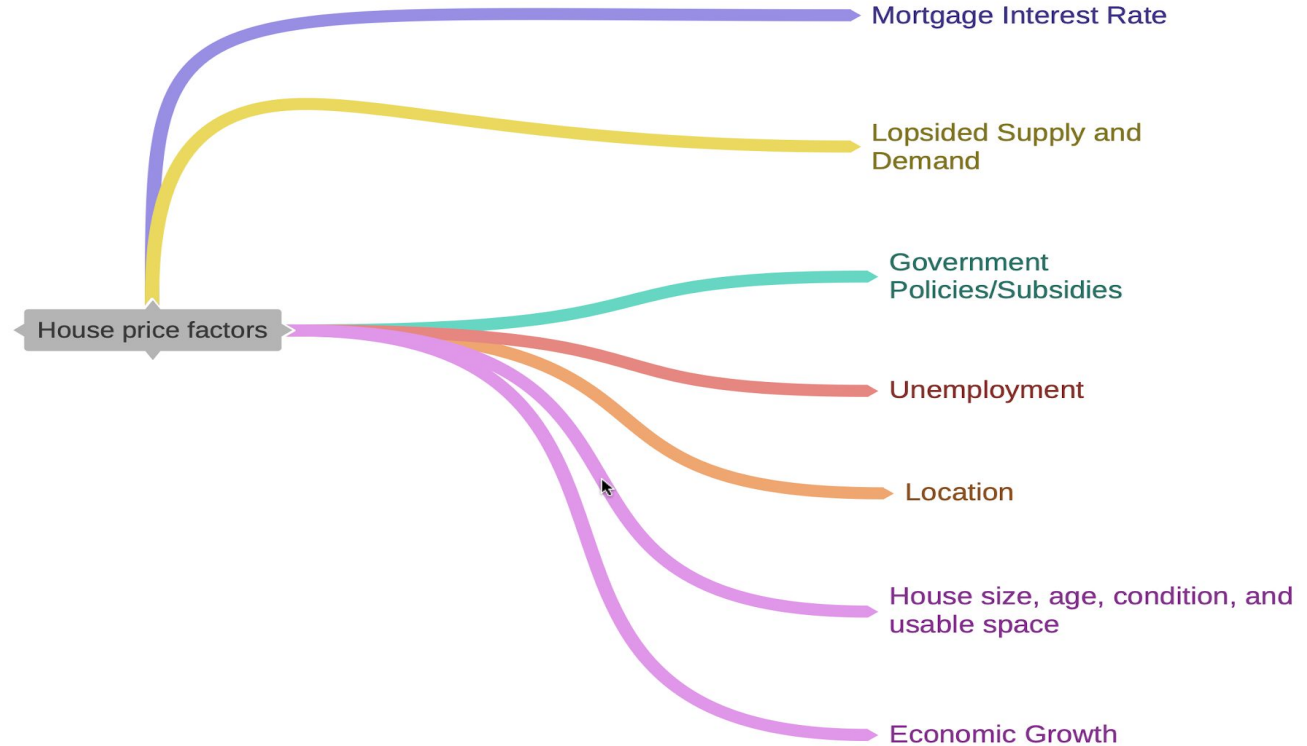 Mortgage Interest Rate
Lopsided Supply and
Demand
Government
Policies/Subsidies
House price factors
Unemployment
Location
House size, age, condition, and
usable space
Economic Growth